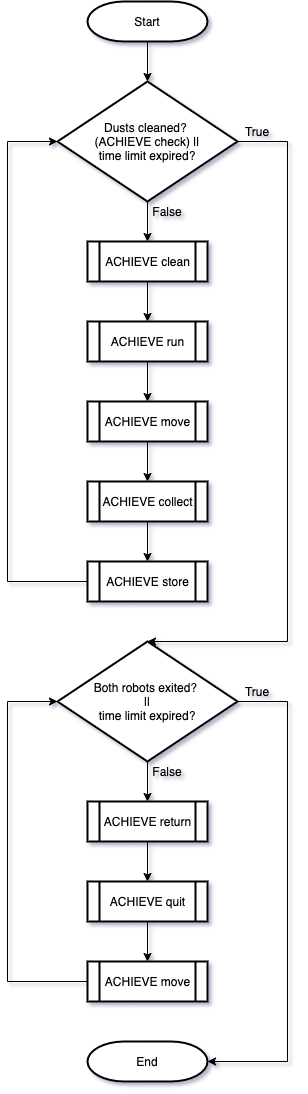 Start
Dusts cleaned?
(ACHIEVE check) ||
time limit expired?
True
False
ACHIEVE clean
ACHIEVE run
ACHIEVE move
ACHIEVE collect
ACHIEVE store
Both robots exited?
||
time limit expired?
True
False
ACHIEVE return
ACHIEVE quit
ACHIEVE move
End